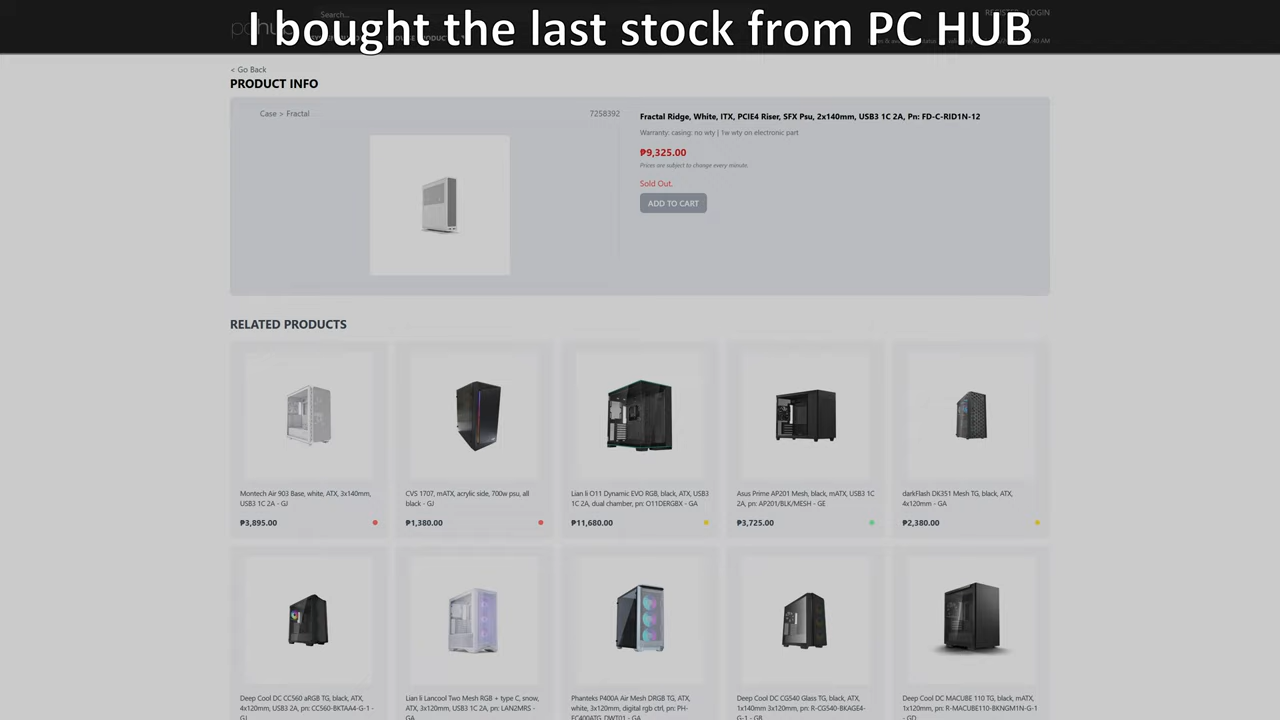 I bought the last stock from PC HUB
Search...
LOGIN
< Go Back
PRODUCT INFO
Case > Fractal
7258392
Fractal Ridge, White, ITX, PCIE4 Riser, SFX Psu, 2x140mm, USB3 1C 2A, Pn: FD-C-RID1N-12
Warranty: casing: no wty | 1w wty on electronic part
₱9,325.00
Prices are subject to change every minute.
Sold Out.
ADD TO CART
RELATED PRODUCTS
Montech Air 903 Base, white, ATX, 3x140mm,
USB3 1C 2A - GJ
₱3,895.00
CVS 1707, mATX, acrylic side, 700w psu, all
black - GJ
₱1,380.00
Lian li O11 Dynamic EVO RGB, black, ATX, USB3
1C 2A, dual chamber, pn: O11DERGBX - GA
₱11,680.00
Asus Prime AP201 Mesh, black, mATX, USB3 1C
2A, pn: AP201/BLK/MESH - GE
₱3,725.00
darkFlash DK351 Mesh TG, black, ATX,
4x120mm - GA
₱2,380.00
Deep Cool DC CC560 aRGB TG, black, ATX,
4x120mm, USB3 2A, pn: CC560-BKTAA4-G-1 -
GJ
Lian li Lancool Two Mesh RGB + type C, snow,
ATX, 3x120mm, USB3 1C 2A, pn: LAN2MRS -
GA
Phanteks P400A Air Mesh DRGB TG, ATX,
white, 3x120mm, digital rgb ctrl, pn: PH-
EC400ATG_DWT01 - GA
Deep Cool DC CG540 Glass TG, black, ATX,
1x140mm 3x120mm, pn: R-CG540-BKAGE4-
G-1 - GB
Deep Cool DC MACUBE 110 TG, black, mATX,
1x120mm, pn: R-MACUBE110-BKNGM1N-G-1
- GD